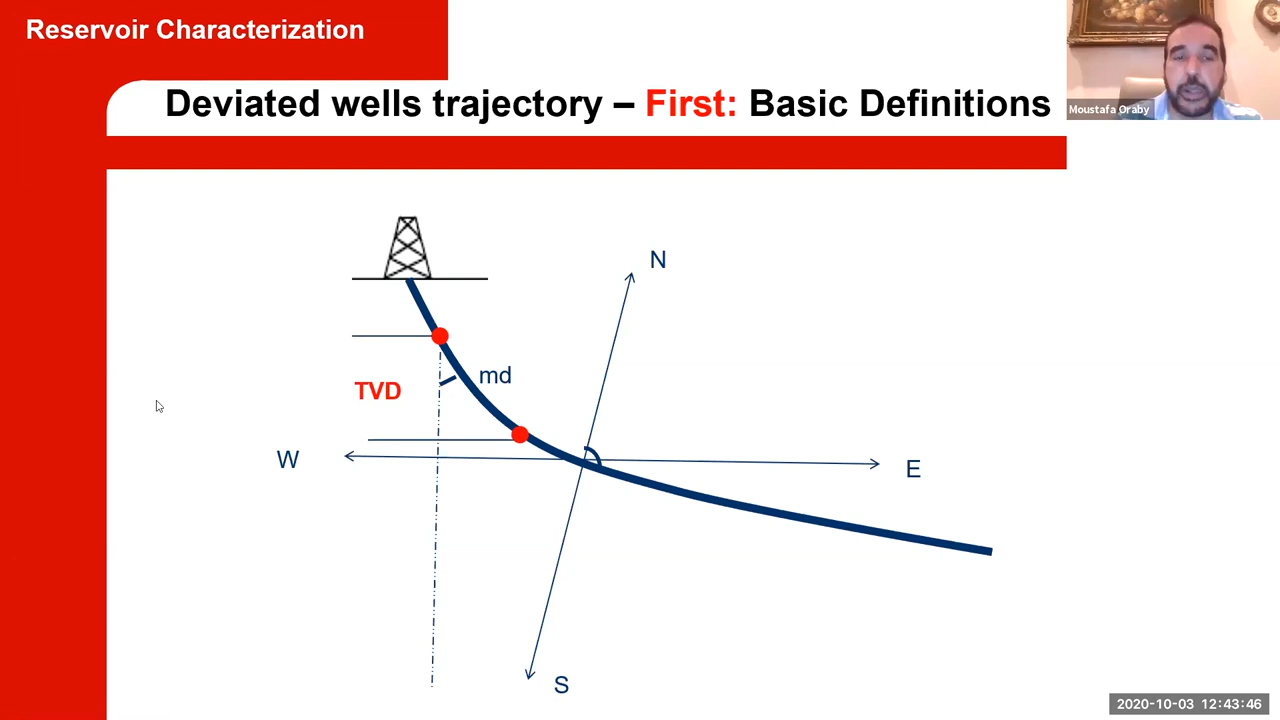 Reservoir Characterization
Deviated wells trajectory – First: Basic Definitions
Moustafa Oraby
N
md
TVD
W
E
S
2020-10-03 12:43:46